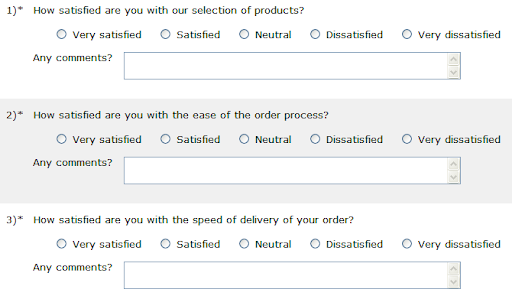 1)* How satisfied are you with our selection of products?
Very satisfied Satisfied Neutral Dissatisfied Very dissatisfied
Any comments?
2)* How satisfied are you with the ease of the order process?
Very satisfied Satisfied Neutral Dissatisfied Very dissatisfied
Any comments?
3)* How satisfied are you with the speed of delivery of your order?
Very satisfied Satisfied Neutral Dissatisfied Very dissatisfied
Any comments?